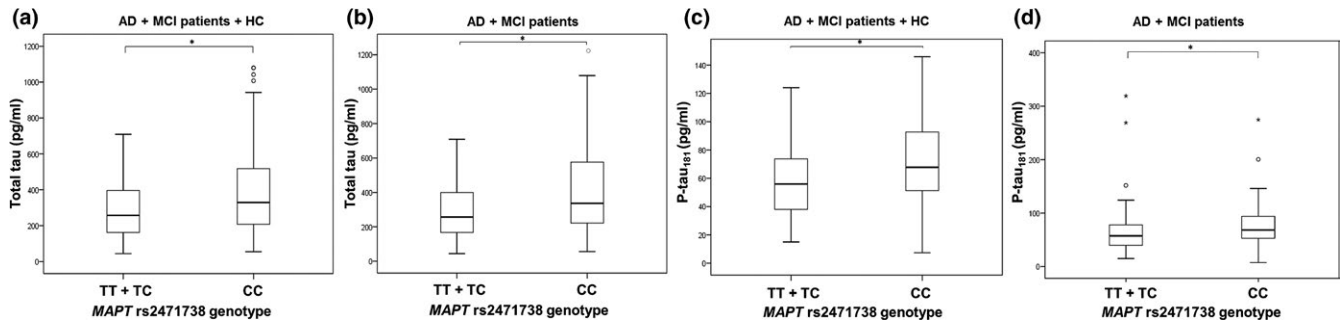 (a)
AD + MCI patients + HC
*
1200
1000
800
600
400
200
0
Total tau (pg/ml)
TT + TC
CC
MAPT rs2471738 genotype
(b)
AD + MCI patients
*
1200
1000
800
600
400
200
0
Total tau (pg/ml)
TT + TC
CC
MAPT rs2471738 genotype
(c)
AD + MCI patients + HC
*
140
120
100
80
60
40
20
0
P-tau181 (pg/ml)
TT + TC
CC
MAPT rs2471738 genotype
(d)
AD + MCI patients
*
400
300
200
100
0
P-tau181 (pg/ml)
TT + TC
CC
MAPT rs2471738 genotype